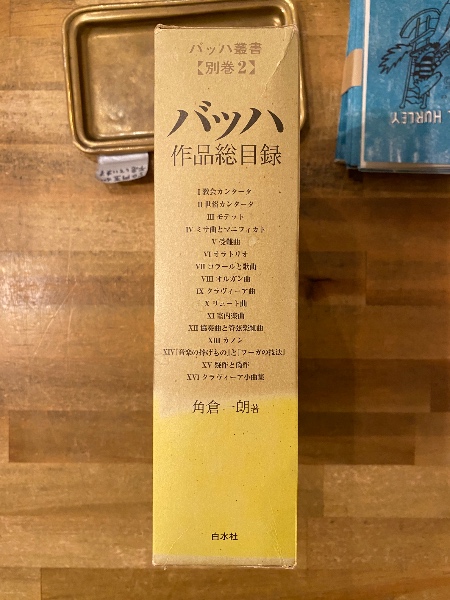 バッハ叢書
【別巻2】
バッハ
作品総目録
I 教会カンタータ
II 世俗カンタータ
III モテット
IV ミサ曲とマニフィカト
V 受難曲
VI オラトリオ
VII コラールと歌曲
VIII オルガン曲
IX クラヴィーア曲
X リュート曲
XI 室内楽曲
XII 協奏曲と管弦楽組曲
XIII カノン
XIV『音楽の捧げもの』と『フーガの技法』
XV 疑作と偽作
XVI クラヴィーア小曲集
角倉一朗著
白水社
HURLEY